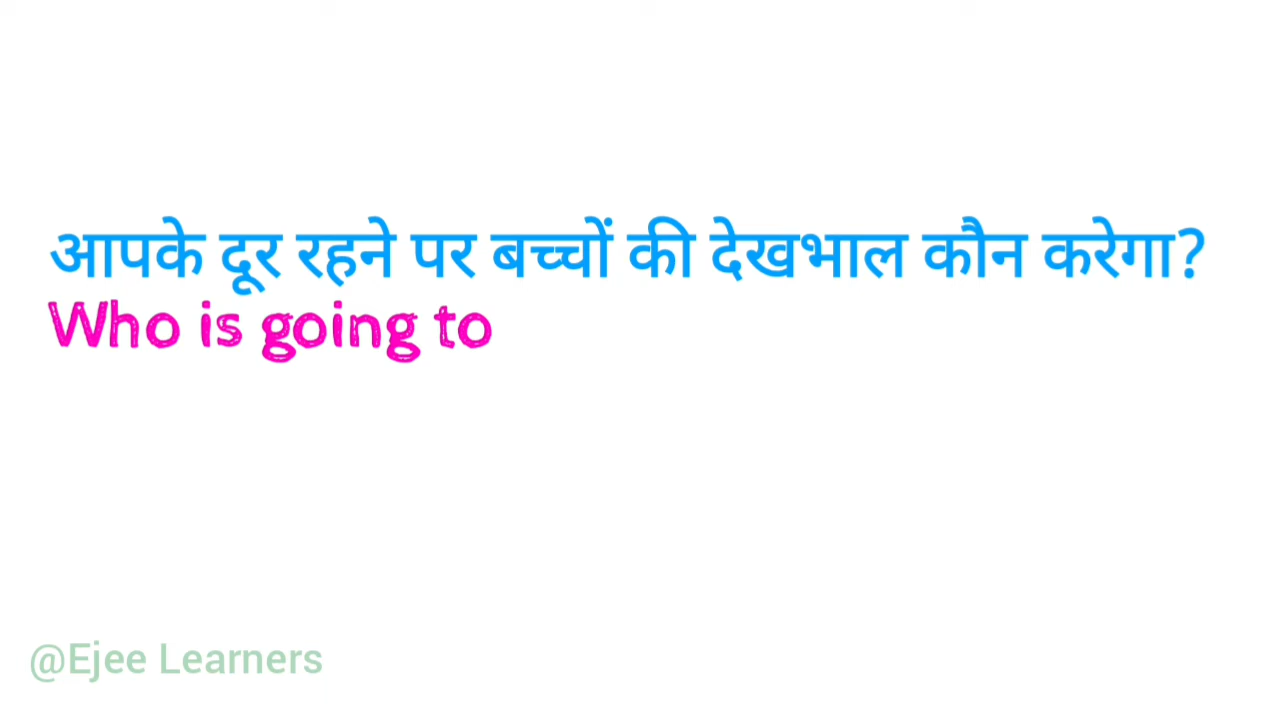 आपके दूर रहने पर बच्चों की देखभाल कौन करेगा?
Who is going to
@Ejee Learners